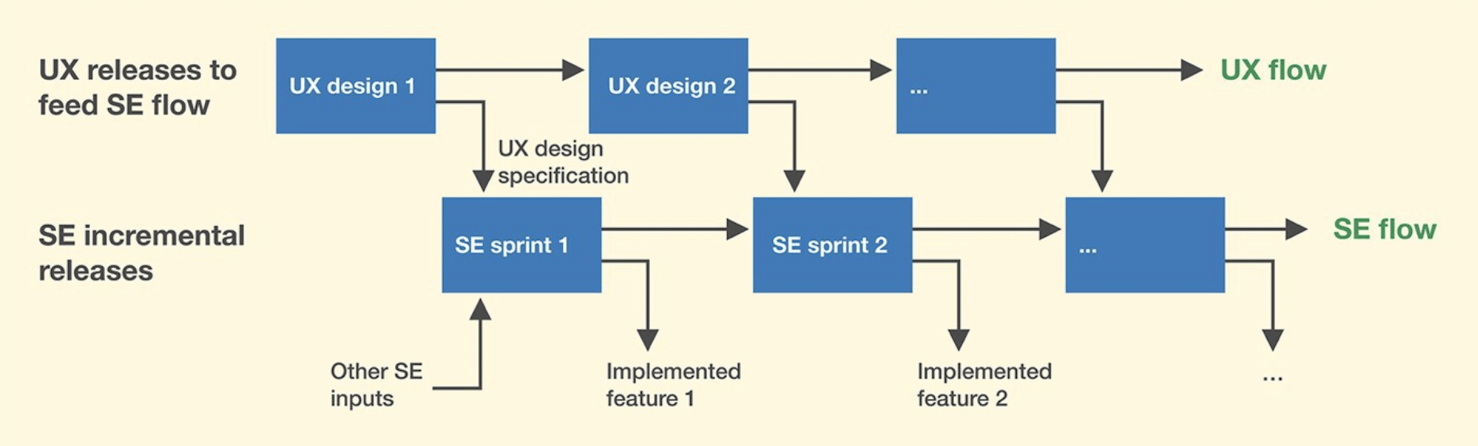 UX releases to
feed SE flow
UX design 1
UX design 2
...
UX flow
UX design
specification
SE incremental
releases
SE sprint 1
SE sprint 2
...
SE flow
Other SE
inputs
Implemented
feature 1
Implemented
feature 2
...